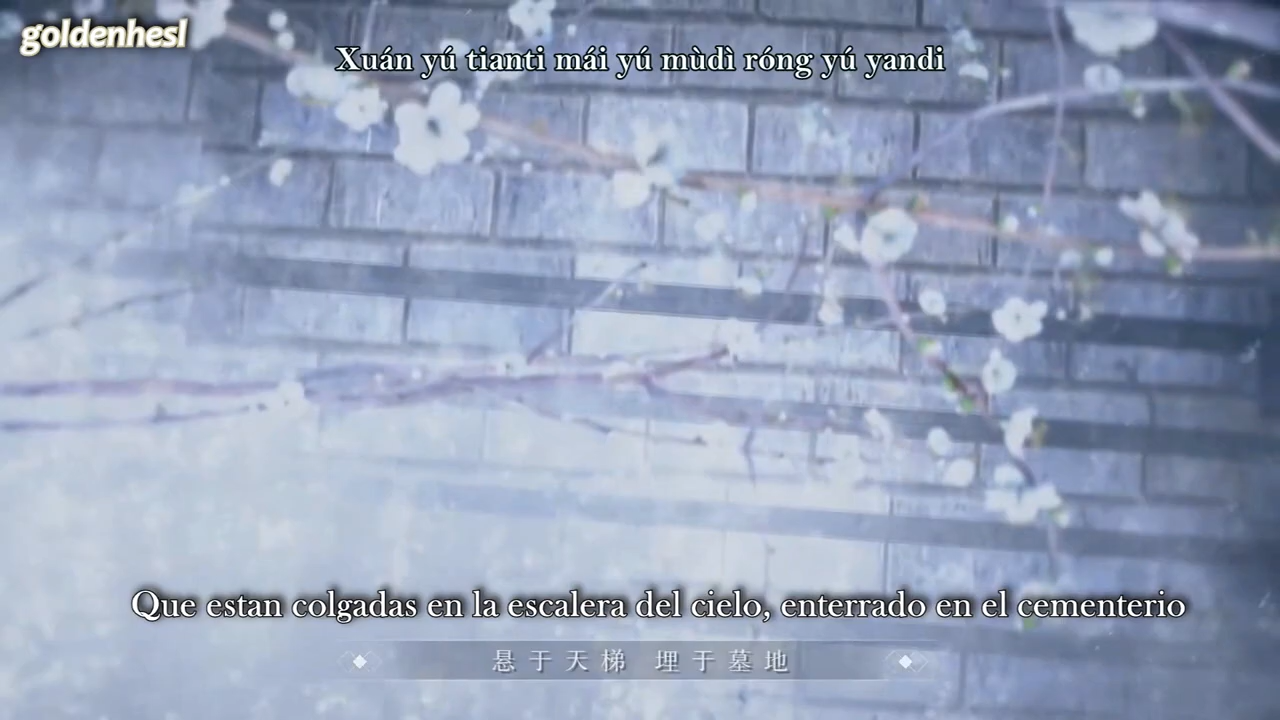 goldenhesl
Xuán yú tianti mái yú mùdì róng yú yandi
Que estan colgadas en la escalera del cielo, enterrado en el cementerio
悬于天梯 埋于墓地